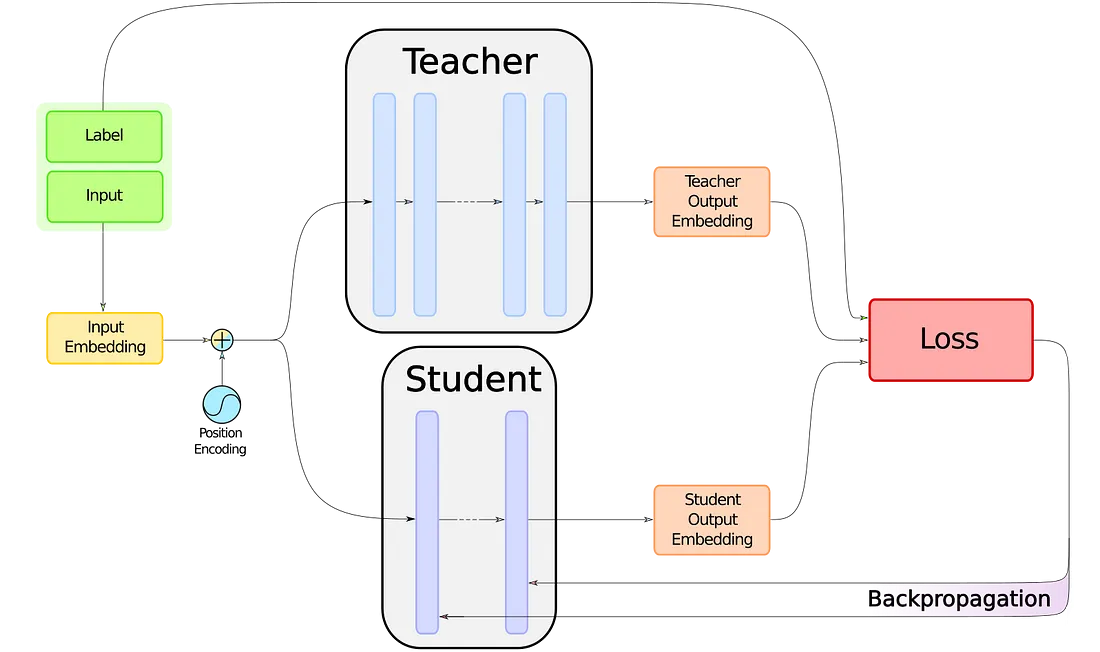 Teacher
Label
Input
Teacher
Output
Embedding
Input
Embedding
Loss
Student
Position
Encoding
Student
Output
Embedding
Backpropagation